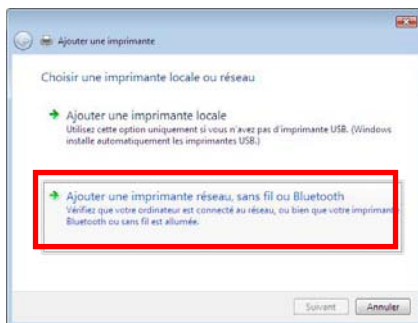 Ajouter une imprimante
Choisir une imprimante locale ou réseau
Ajouter une imprimante locale
Utilisez cette option uniquement si vous n'avez pas d'imprimante USB. (Windows
installe automatiquement les imprimantes USB.)
Ajouter une imprimante réseau, sans fil ou Bluetooth
Vérifiez que votre ordinateur est connecté au réseau, ou bien que votre imprimante
Bluetooth ou sans fil est allumée.
Suivant Annuler